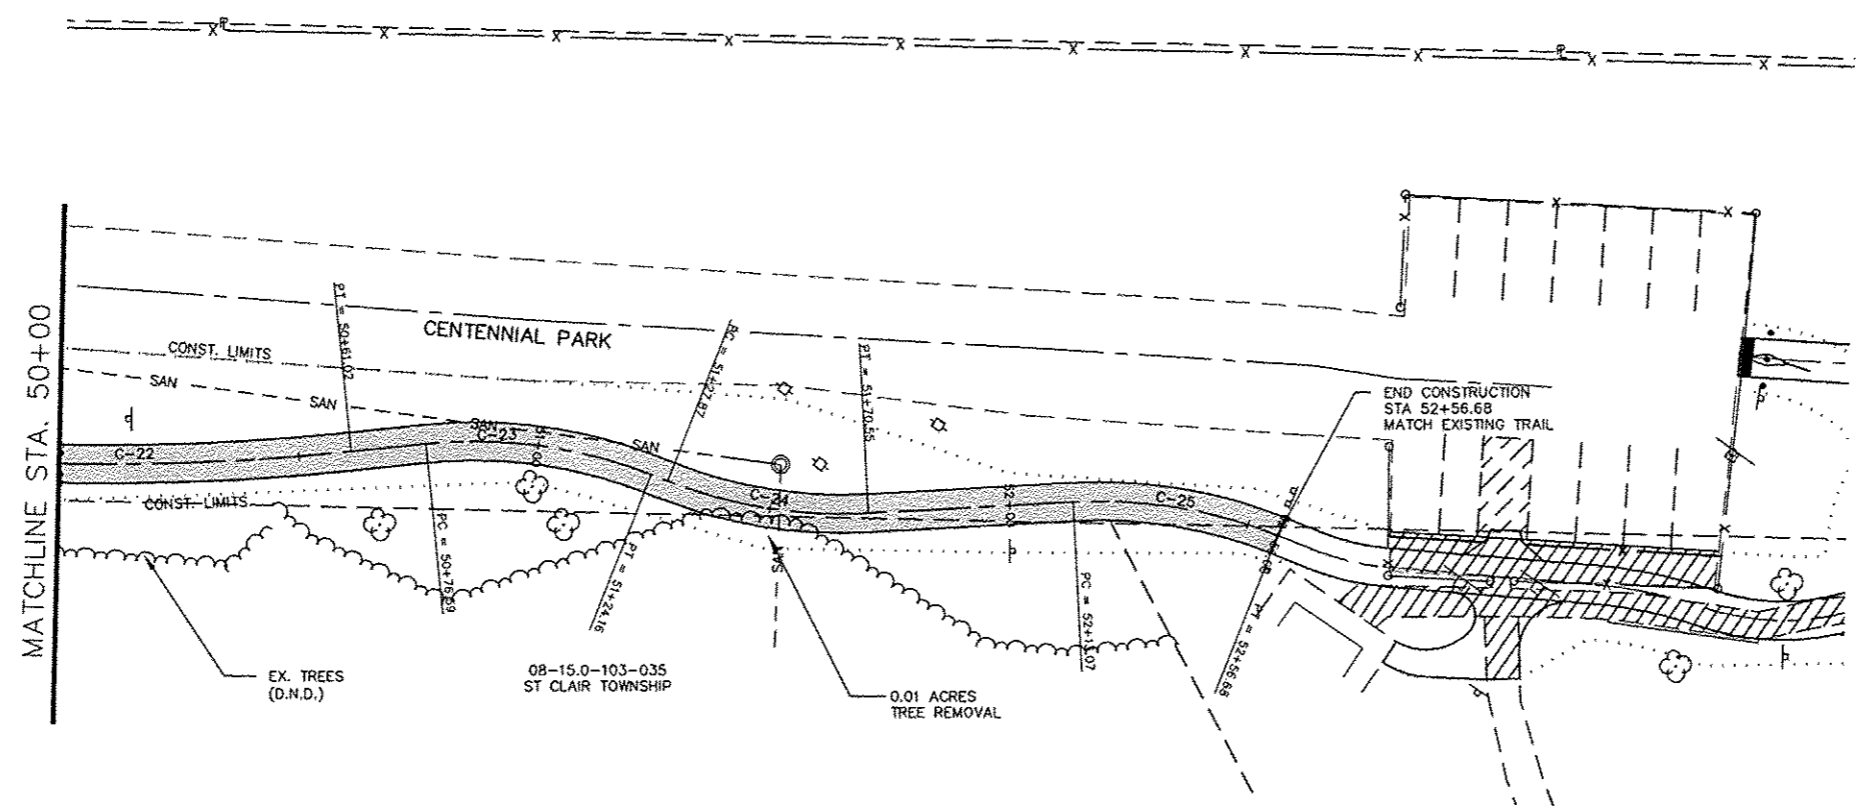 MATCHLINE STA. 50+00
CENTENNIAL PARK
CONST. LIMITS
SAN
SAN
SAN
SAN
C-22
C-23
C-24
C-25
CONST. LIMITS
PT = 50+61.02
PC = 50+76.59
PT = 51+24.16
PC = 51+27.87
PT = 51+70.55
52+00
PC = 52+13.07
PT = 52+56.68
END CONSTRUCTION
STA 52+56.68
MATCH EXISTING TRAIL
EX. TREES
(D.N.D.)
08-15.0-103-035
ST CLAIR TOWNSHIP
0.01 ACRES
TREE REMOVAL
SAN
X X X X X X X X X X